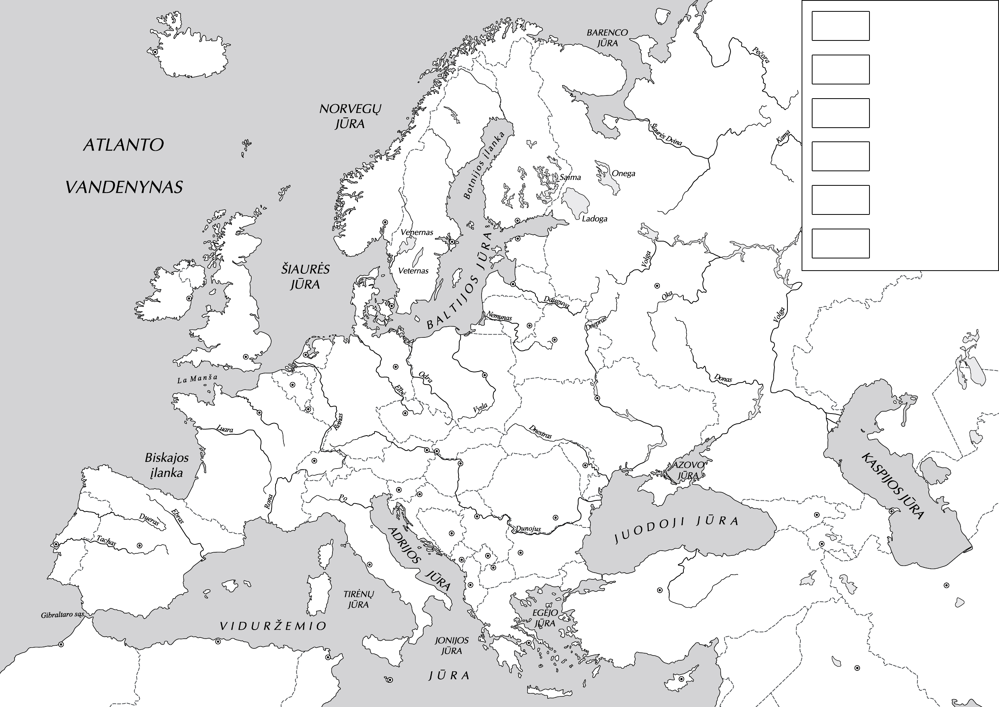 BARENCO
JŪRA
Pečora
NORVEGŲ
JŪRA
ATLANTO
VANDENYNAS
Šiaurės Dvina
Kama
Botnijos įlanka
Saima
Onega
Ladoga
Venernas
Veternas
ŠIAURĖS
JŪRA
BALTIJOS JŪRA
Volga
Oka
Dauguva
Nemunas
Dnepras
Volga
La Manša
Odra
Elbė
Donas
Vysla
Reinas
Luara
Dnestras
Biskajos
įlanka
AZOVO
JŪRA
KASPIJOS JŪRA
Rona
Po
Ebras
Dueras
Tachas
Dunojus
JUODOJI JŪRA
ADRIJOS JŪRA
TIRĖNŲ
JŪRA
EGĖJO
JŪRA
Gibraltaro sąs.
VIDURŽEMIO
JONIJOS
JŪRA
JŪRA